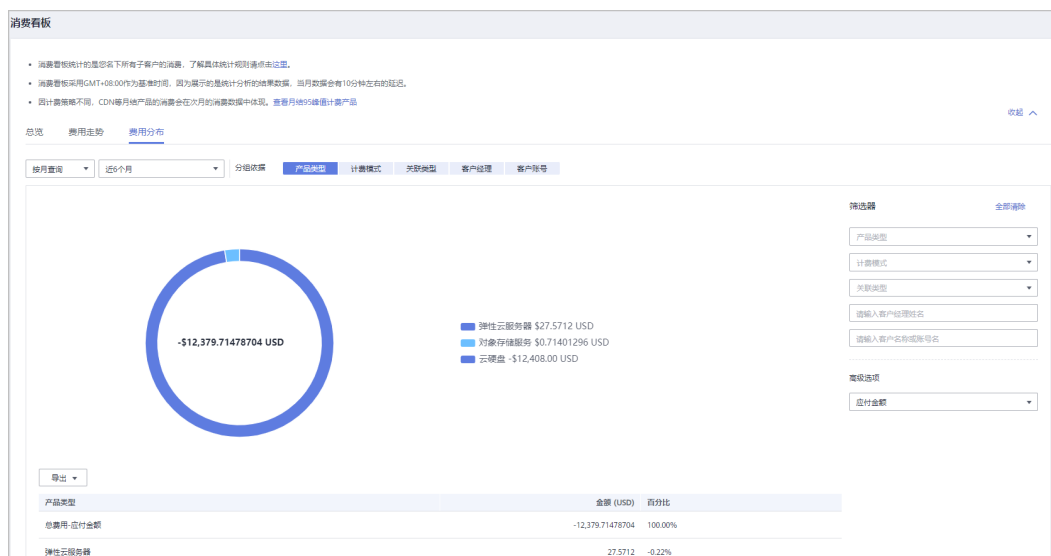 消费看板
• 消费看板统计的是您名下所有子客户的消费，了解具体统计规则请点击这里。
• 消费看板采用GMT+08:00作为基准时间，因为展示的是统计分析的结果数据，当月数据会有10分钟左右的延迟。
• 因计费策略不同，CDN等月结产品的消费会在次月的消费数据中体现。查看月结95峰值计费产品
收起
总览 费用走势 费用分布
按月查询 近6个月 分组依据 产品类型 计费模式 关联类型 客户经理 客户账号
筛选器 全部清除
产品类型
计费模式
关联类型
请输入客户经理姓名
请输入客户名称或账号名
高级选项
应付金额
-$12,379.71478704 USD
弹性云服务器 $27.5712 USD
对象存储服务 $0.71401296 USD
云硬盘 -$12,408.00 USD
导出
产品类型 金额 (USD) 百分比
总费用-应付金额 -12,379.71478704 100.00%
弹性云服务器 27.5712 -0.22%